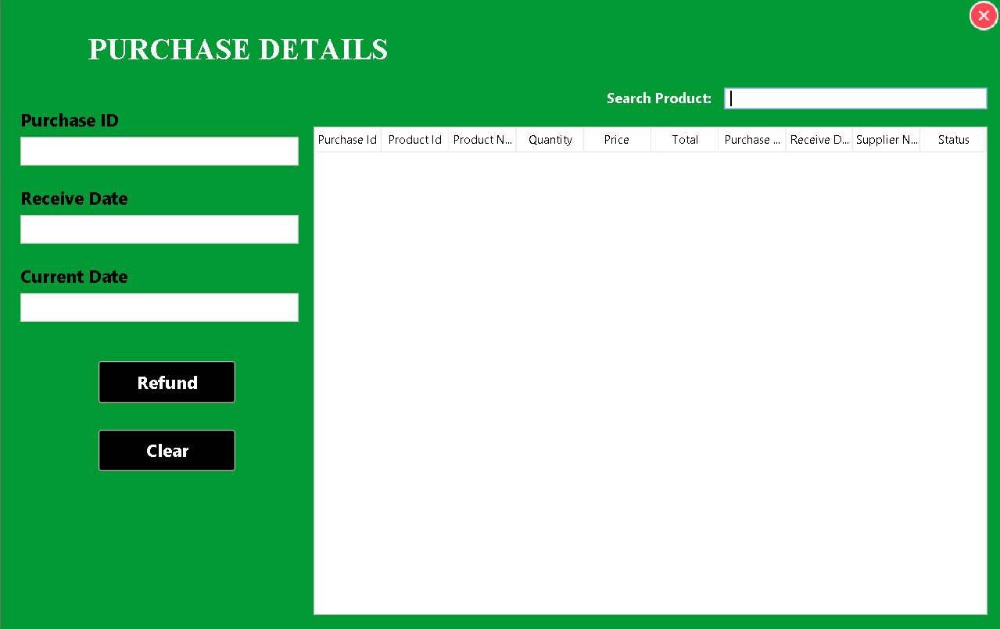 PURCHASE DETAILS
Search Product:
Purchase ID
Purchase Id Product Id Product N... Quantity Price Total Purchase ... Receive D... Supplier N... Status
Receive Date
Current Date
Refund
Clear